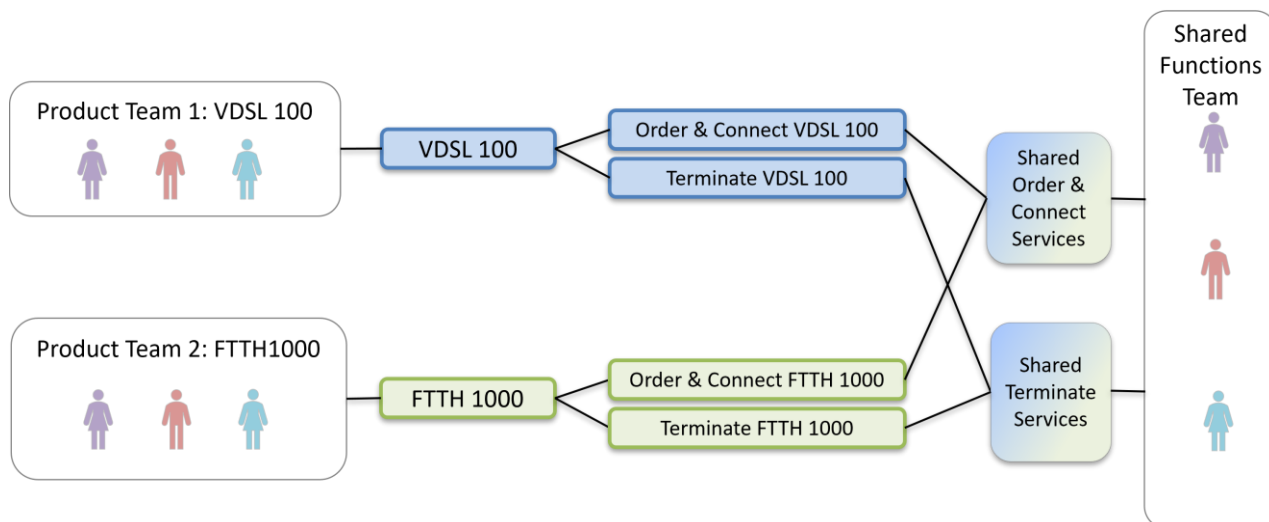 Product Team 1: VDSL 100
VDSL 100
Order & Connect VDSL 100
Terminate VDSL 100
Product Team 2: FTTH1000
FTTH 1000
Order & Connect FTTH 1000
Terminate FTTH 1000
Shared
Order &
Connect
Services
Shared
Terminate
Services
Shared
Functions
Team